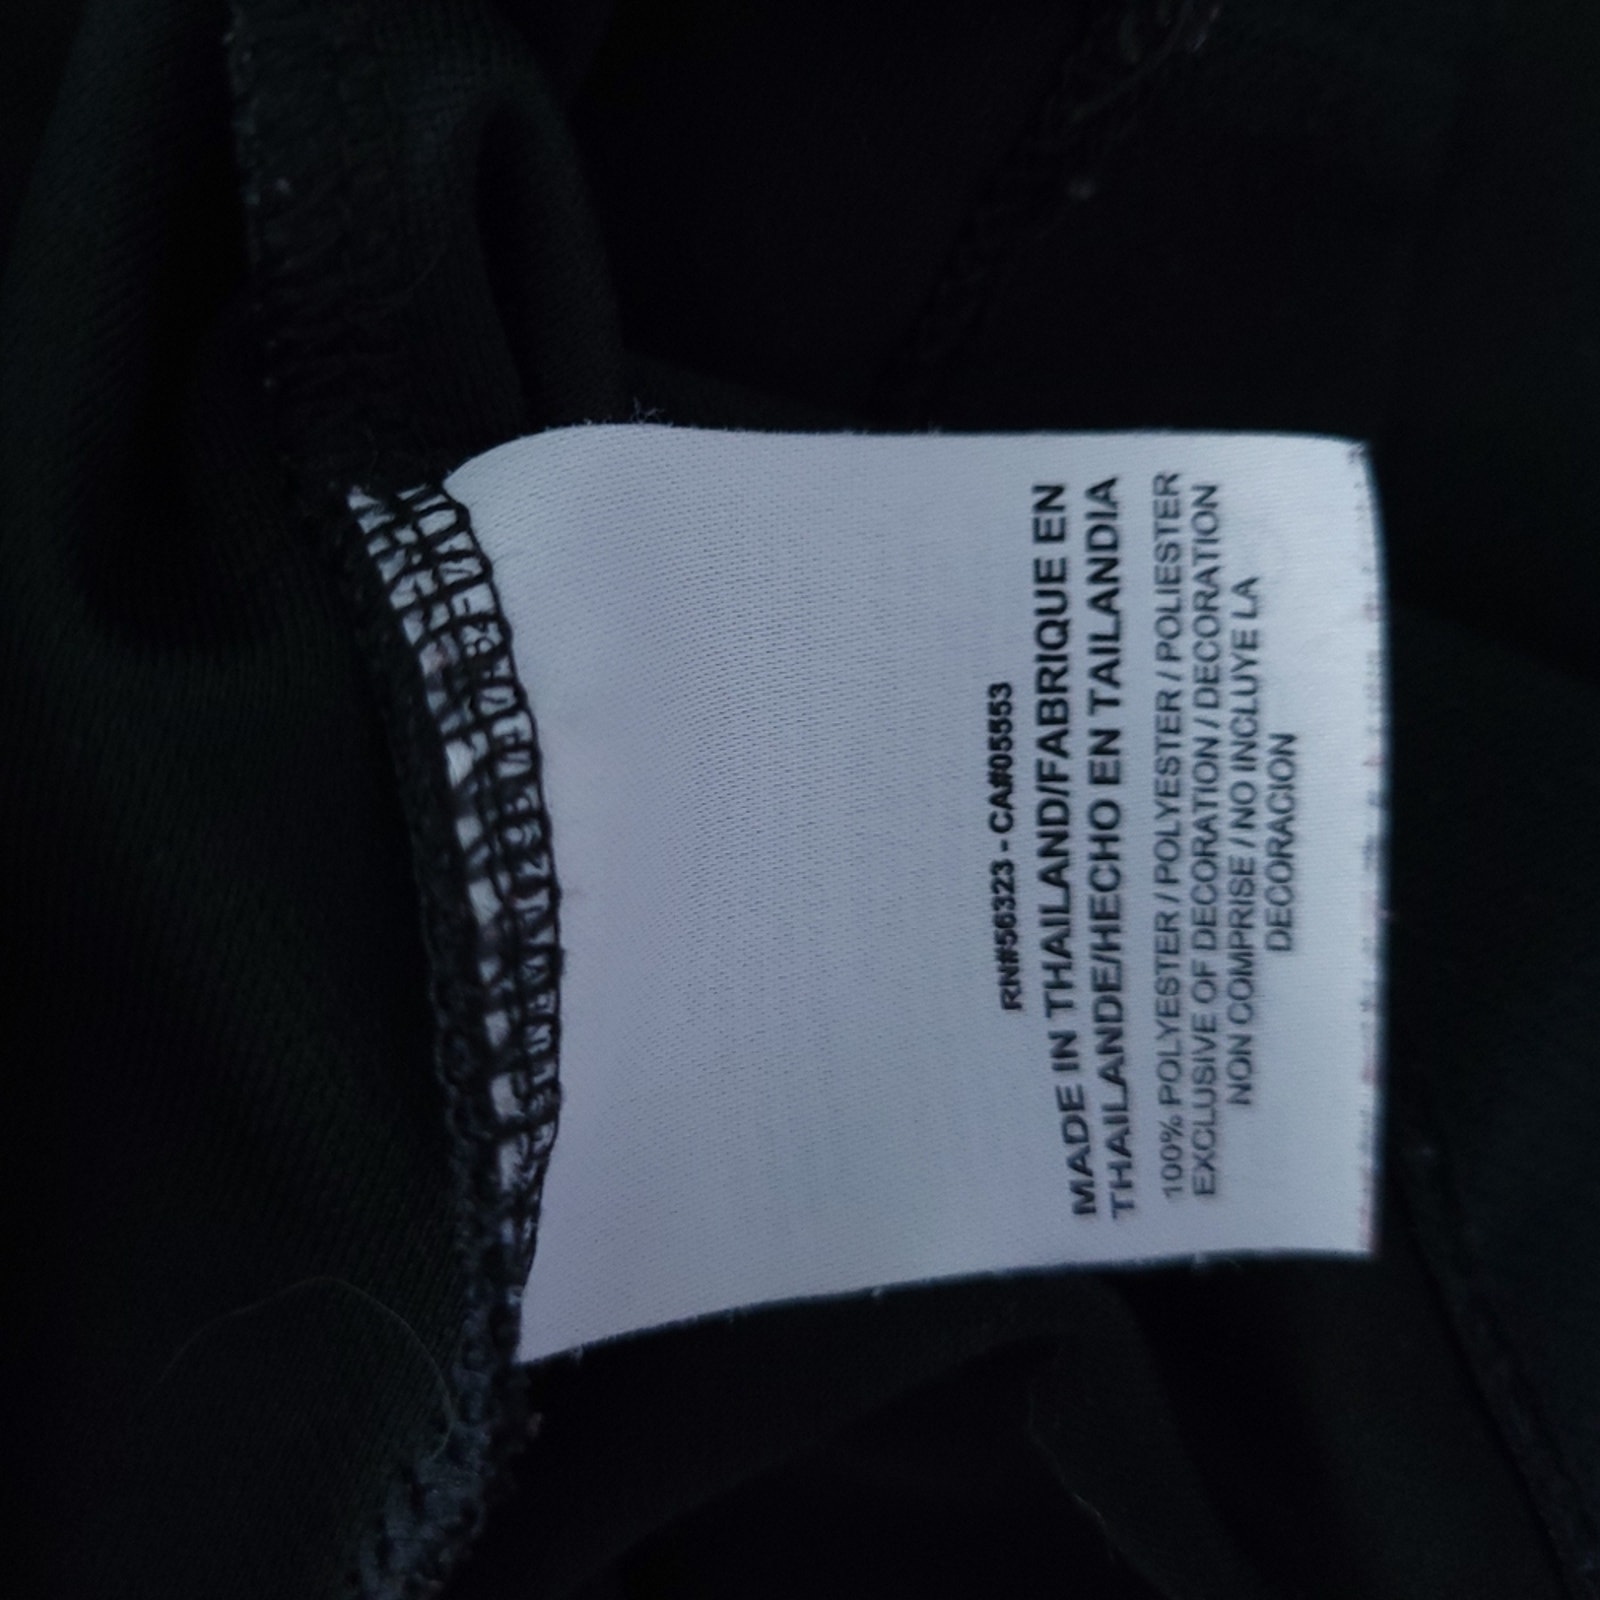 RN#56323 - CA#05553
MADE IN THAILAND/FABRIQUE EN
THAILANDE/HECHO EN TAILANDIA
100% POLYESTER / POLYESTER / POLIESTER
EXCLUSIVE OF DECORATION / DECORATION
NON COMPRISE / NO INCLUYE LA
DECORACION